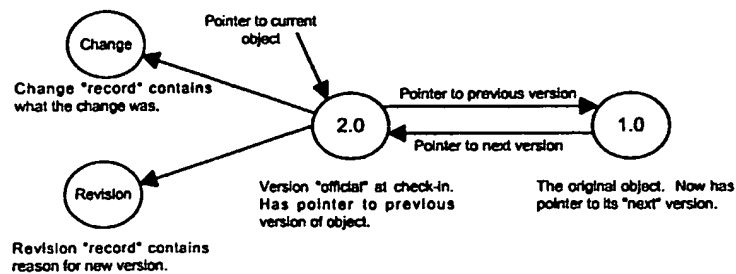 Pointer to current
object
Change
Change "record" contains
what the change was.
Pointer to previous version
2.0
1.0
Pointer to next version
Revision
Version "official" at check-in.
Has pointer to previous
version of object.
The original object. Now has
pointer to its "next" version.
Revision "record" contains
reason for new version.